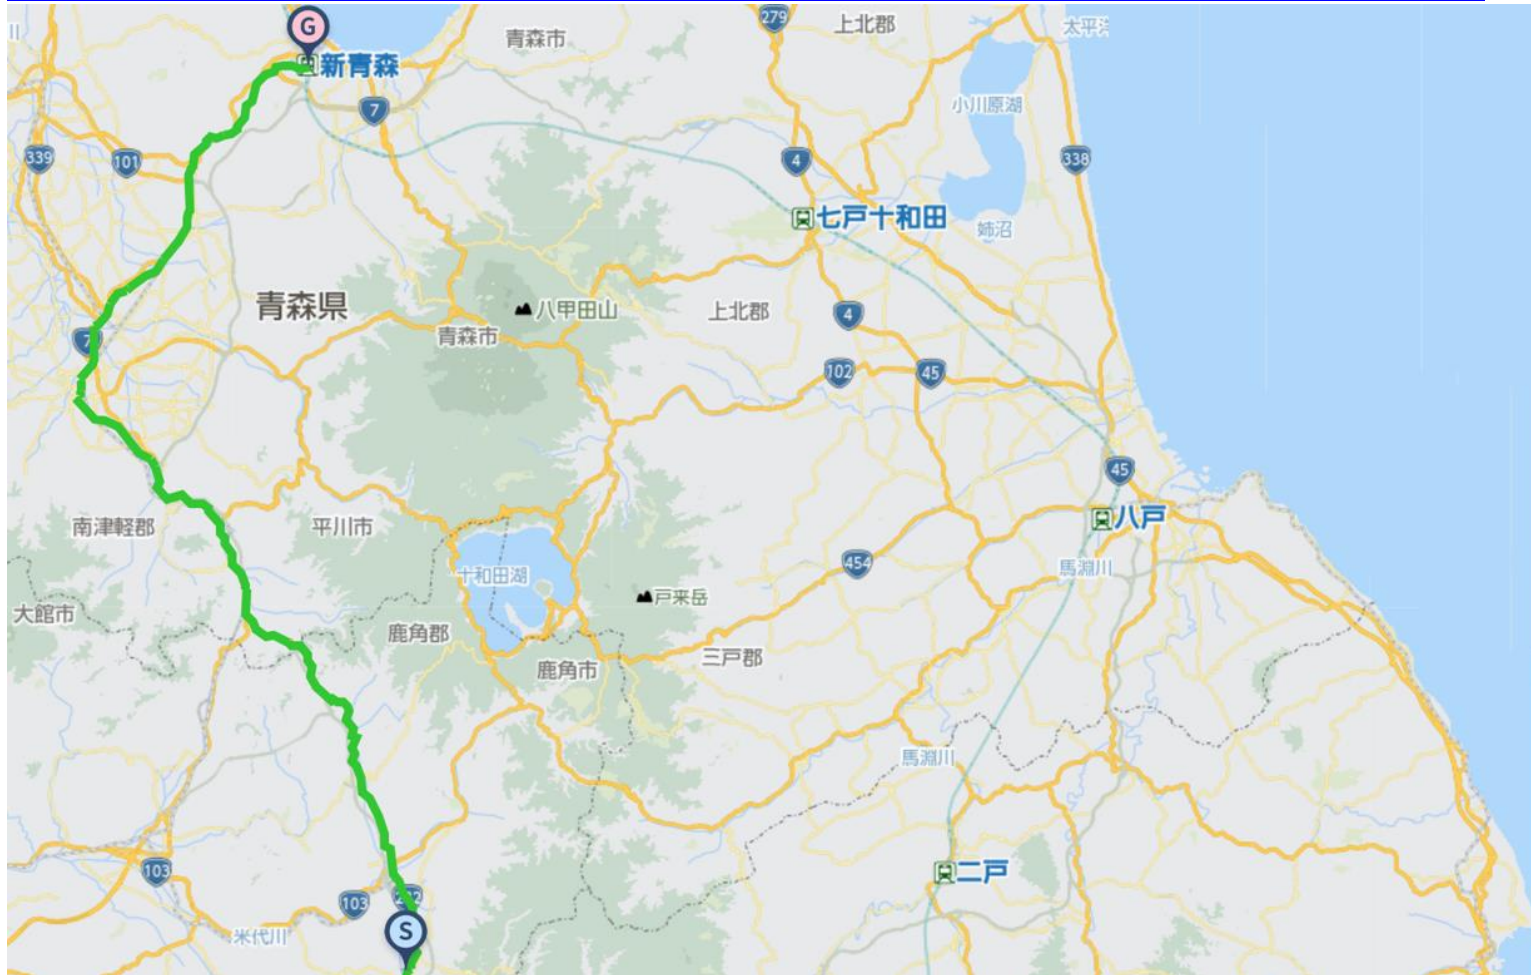 G
279
上北郡
太平洋
川
青森市
新青森
小川原湖
7
339
101
4
338
七戸十和田
姉沼
青森県
八甲田山
上北郡
4
青森市
7
102
45
45
南津軽郡
平川市
八戸
454
馬淵川
十和田湖
戸来岳
大館市
鹿角郡
三戸郡
鹿角市
馬淵川
103
二戸
103
S
米代川